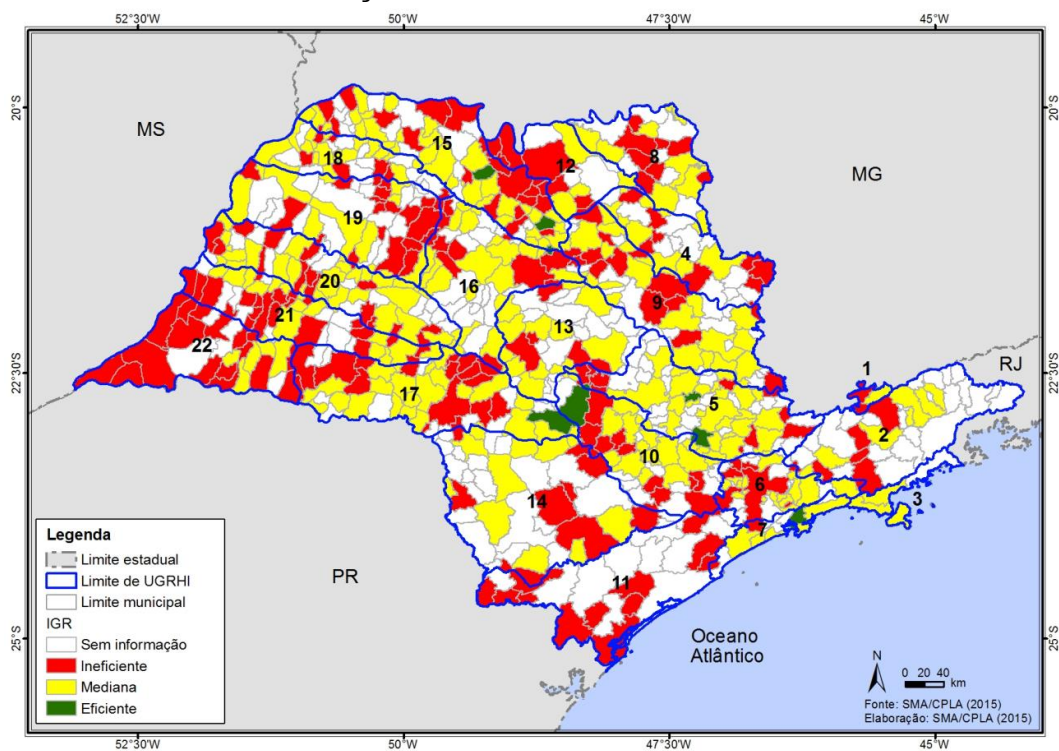 52°30'W 50°W 47°30'W 45°W
20°S 20°S
MS
MG
15
18
12
8
19
4
16
20
9
21
13
22
22°30'S 22°30'S
RJ
1
17
5
2
10
6
3
14
7
11
PR
Legenda
Limite estadual
Limite de UGRHI
Limite municipal
IGR
Sem informação
Ineficiente
Mediana
Eficiente
25°S 25°S
Oceano
Atlântico
N
0 20 40
km
Fonte: SMA/CPLA (2015)
Elaboração: SMA/CPLA (2015)
52°30'W 50°W 47°30'W 45°W